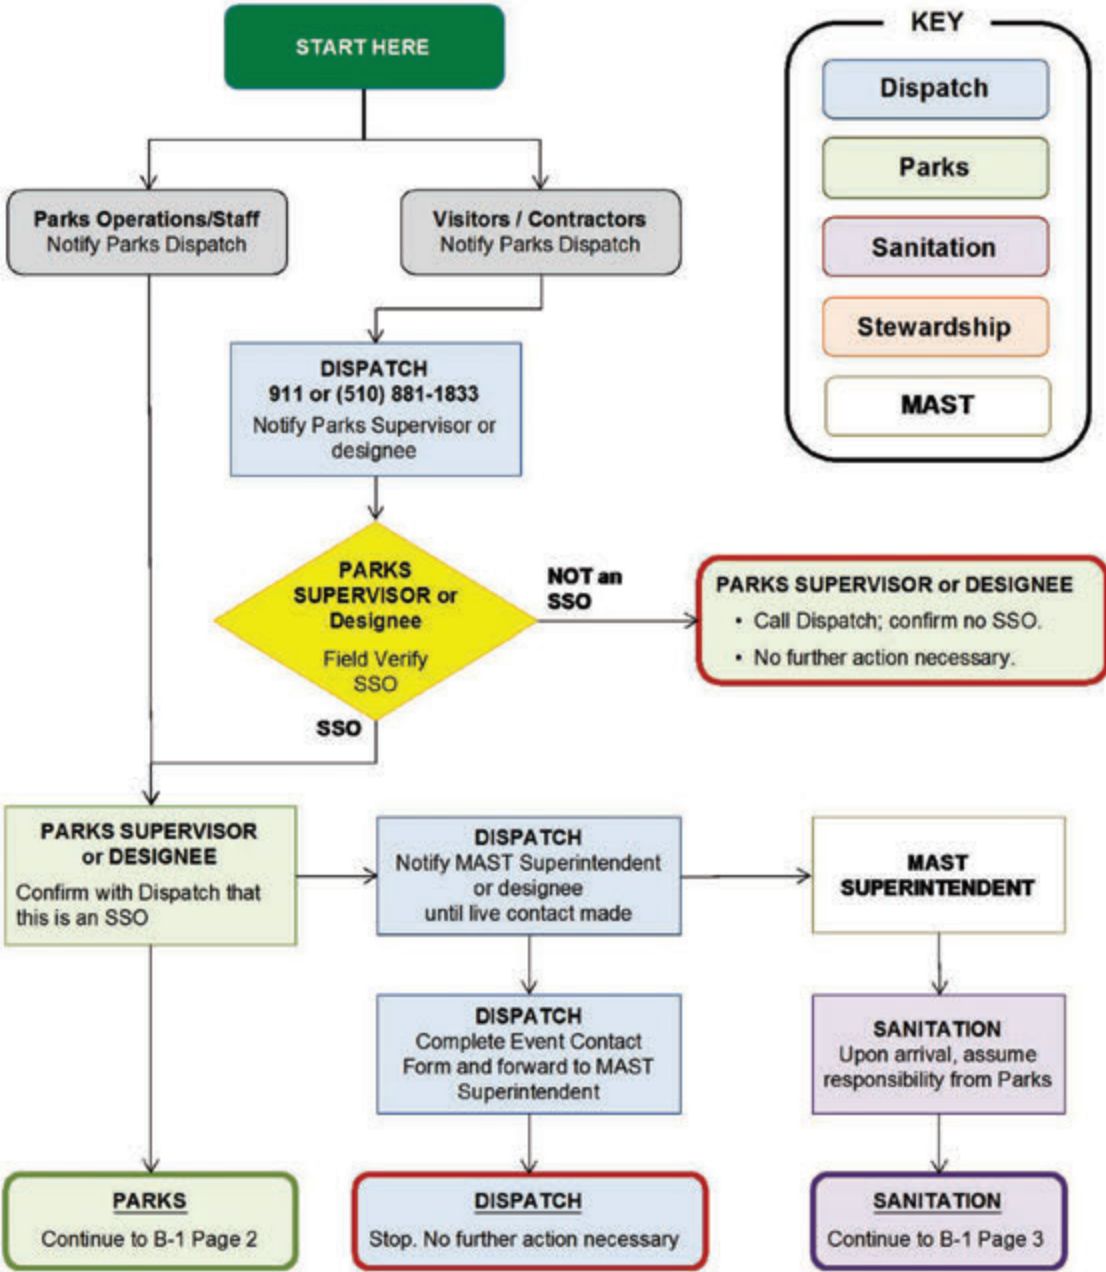 START HERE
KEY
Dispatch
Parks
Sanitation
Stewardship
MAST
Parks Operations/Staff
Notify Parks Dispatch
Visitors / Contractors
Notify Parks Dispatch
DISPATCH
911 or (510) 881-1833
Notify Parks Supervisor or
designee
PARKS
SUPERVISOR or
Designee
Field Verify
SSO
NOT an
SSO
PARKS SUPERVISOR or DESIGNEE
• Call Dispatch; confirm no SSO.
• No further action necessary.
SSO
PARKS SUPERVISOR
or DESIGNEE
Confirm with Dispatch that
this is an SSO
DISPATCH
Notify MAST Superintendent
or designee
until live contact made
MAST
SUPERINTENDENT
DISPATCH
Complete Event Contact
Form and forward to MAST
Superintendent
SANITATION
Upon arrival, assume
responsibility from Parks
PARKS
Continue to B-1 Page 2
DISPATCH
Stop. No further action necessary
SANITATION
Continue to B-1 Page 3